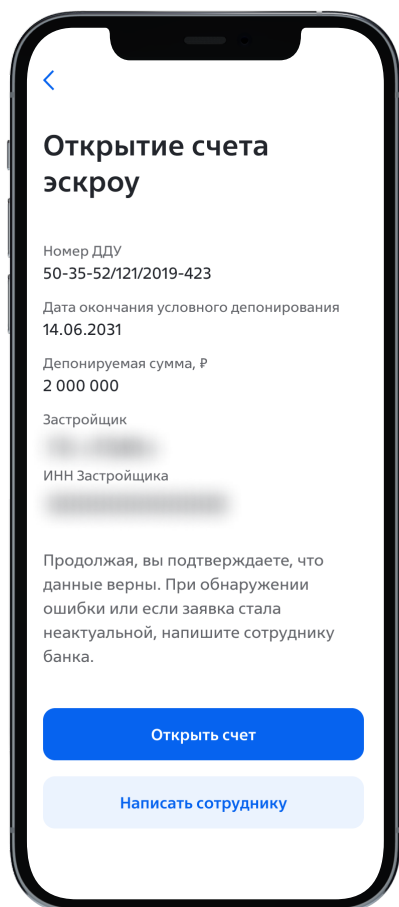 Открытие счета
эскроу
Номер ДДУ
50-35-52/121/2019-423
Дата окончания условного депонирования
14.06.2031
Депонируемая сумма, ₽
2 000 000
Застройщик
ИНН Застройщика
Продолжая, вы подтверждаете, что
данные верны. При обнаружении
ошибки или если заявка стала
неактуальной, напишите сотруднику
банка.
Открыть счет
Написать сотруднику